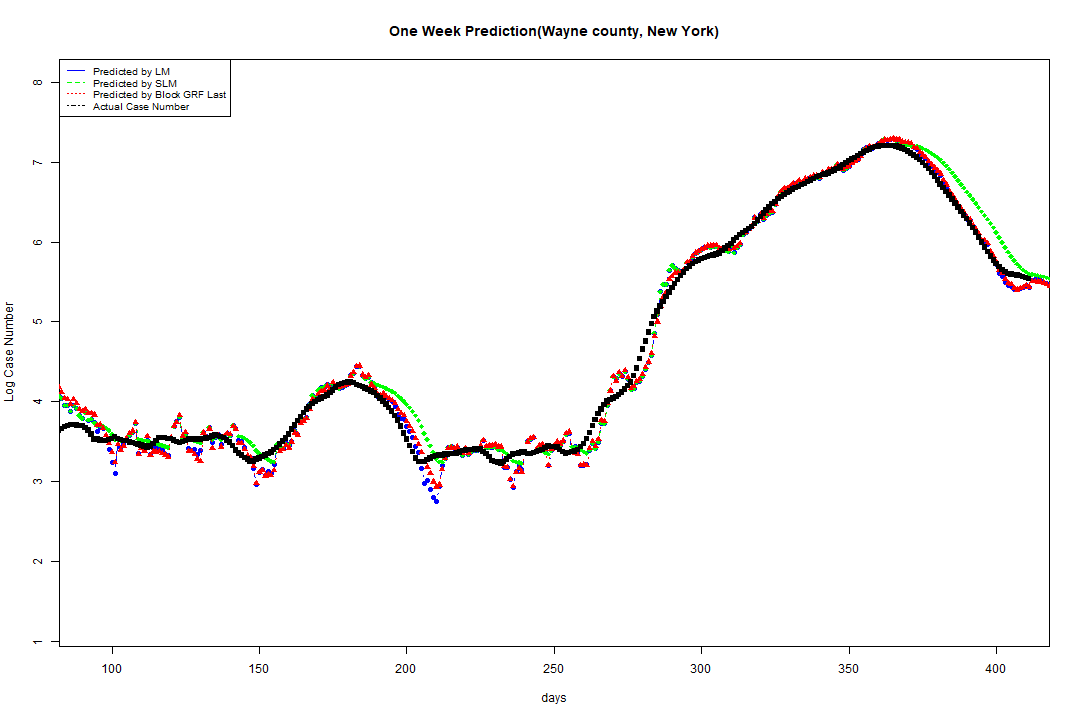 One Week Prediction(Wayne county, New York)
Predicted by LM
Predicted by SLM
Predicted by Block GRF Last
Actual Case Number
8
7
6
5
4
3
2
1
Log Case Number
100 150 200 250 300 350 400
days